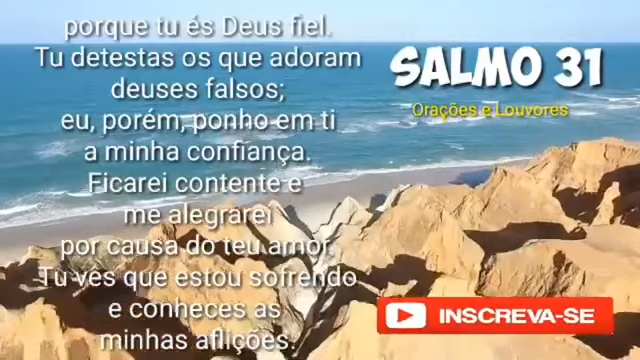 porque tu és Deus fiel.
Tu detestas os que adoram
deuses falsos;
eu, porém, ponho em ti
a minha confiança.
Ficarei contente e
me alegrarei
por causa do teu amor.
Tu vês que estou sofrendo
e conheces as
minhas aflições.
SALMO 31
Orações e Louvores
INSCREVA-SE